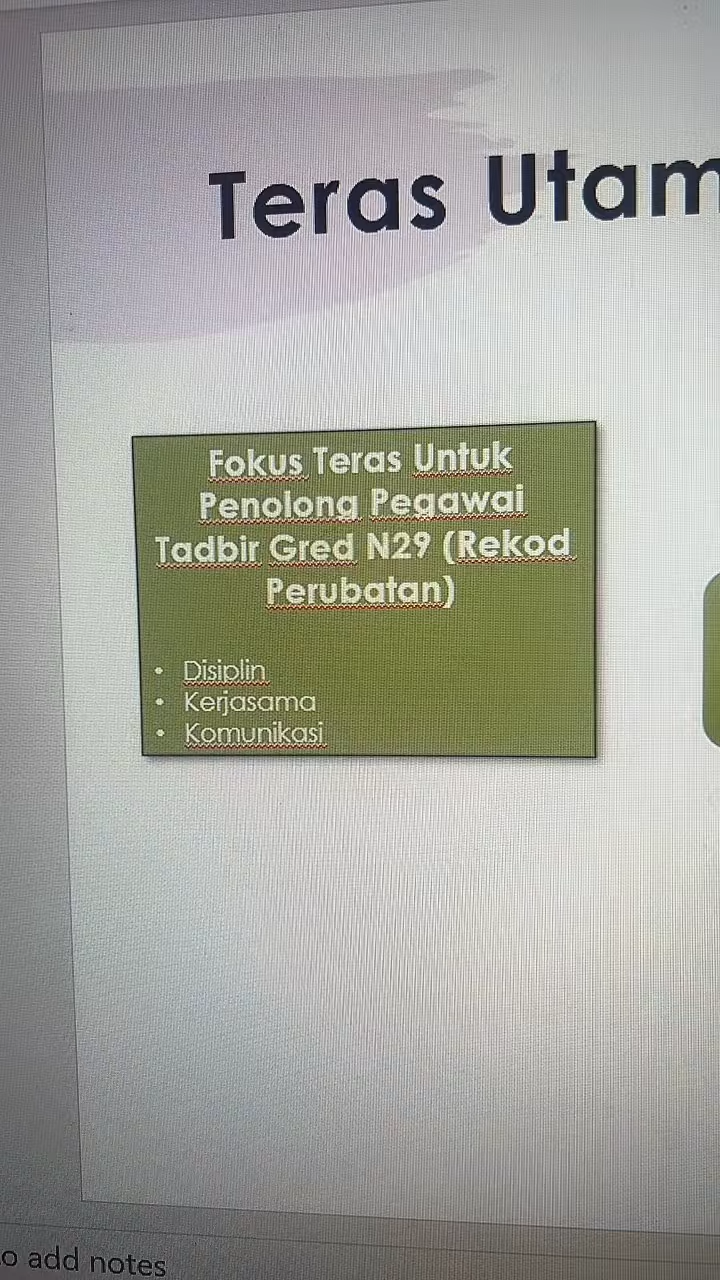 Teras Utam
Fokus Teras Untuk
Penolong Pegawai
Tadbir Gred N29 (Rekod
Perubatan)
• Disiplin
• Kerjasama
• Komunikasi
o add notes